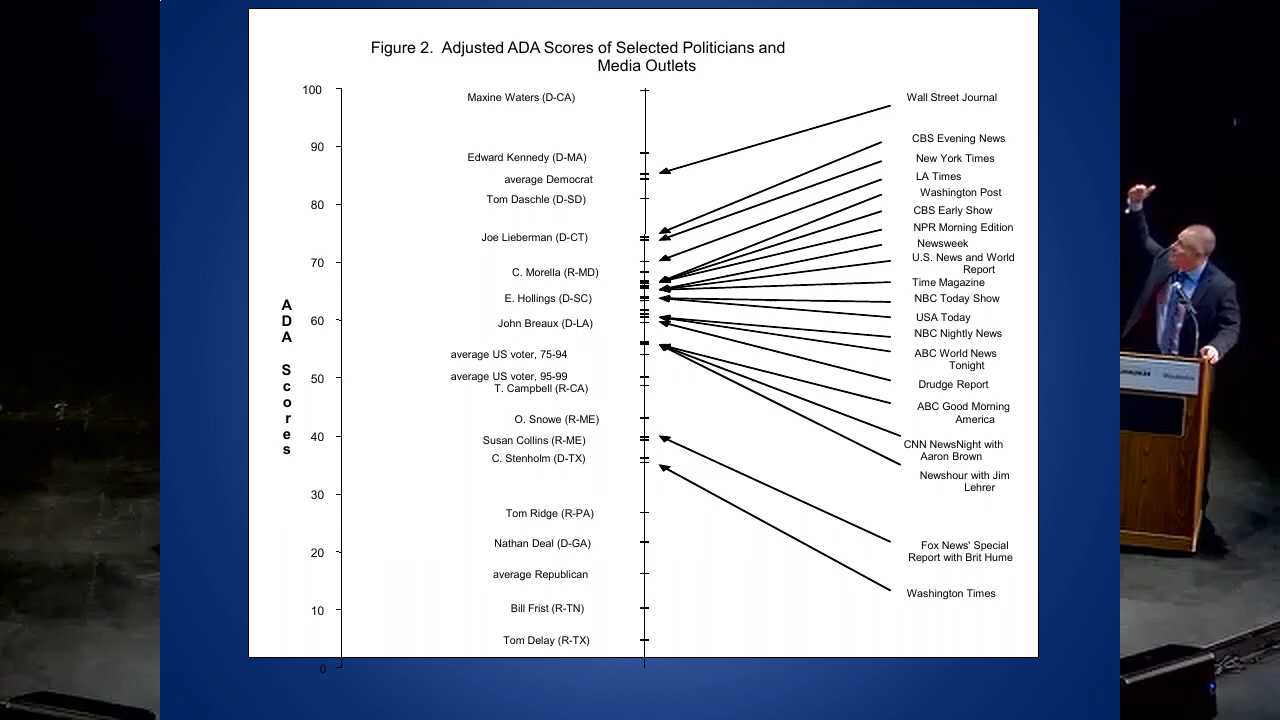 Figure 2.  Adjusted ADA Scores of Selected Politicians and
Media Outlets
100
90
80
70
60
50
40
30
20
10
0
ADA Scores
Maxine Waters (D-CA)
Edward Kennedy (D-MA)
average Democrat
Tom Daschle (D-SD)
Joe Lieberman (D-CT)
C. Morella (R-MD)
E. Hollings (D-SC)
John Breaux (D-LA)
average US voter, 75-94
average US voter, 95-99
T. Campbell (R-CA)
O. Snowe (R-ME)
Susan Collins (R-ME)
C. Stenholm (D-TX)
Tom Ridge (R-PA)
Nathan Deal (D-GA)
average Republican
Bill Frist (R-TN)
Tom Delay (R-TX)
Wall Street Journal
CBS Evening News
New York Times
LA Times
Washington Post
CBS Early Show
NPR Morning Edition
Newsweek
U.S. News and World
Report
Time Magazine
NBC Today Show
USA Today
NBC Nightly News
ABC World News
Tonight
Drudge Report
ABC Good Morning
America
CNN NewsNight with
Aaron Brown
Newshour with Jim
Lehrer
Fox News' Special
Report with Brit Hume
Washington Times